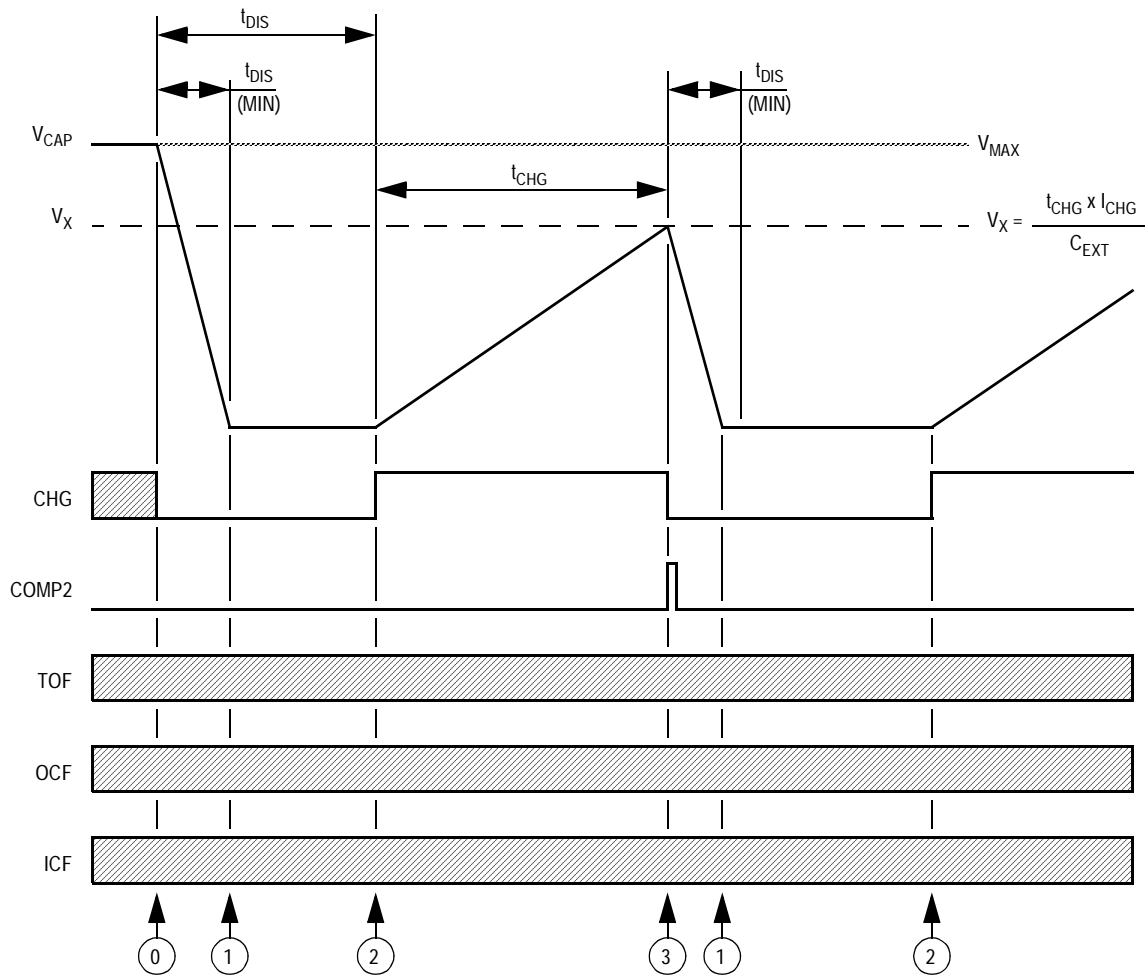 tDIS
tDIS
(MIN)
tDIS
(MIN)
VCAP
VMAX
tCHG
VX
VX = tCHG x ICHG
CEXT
CHG
COMP2
TOF
OCF
ICF
0 1 2 3 1 2